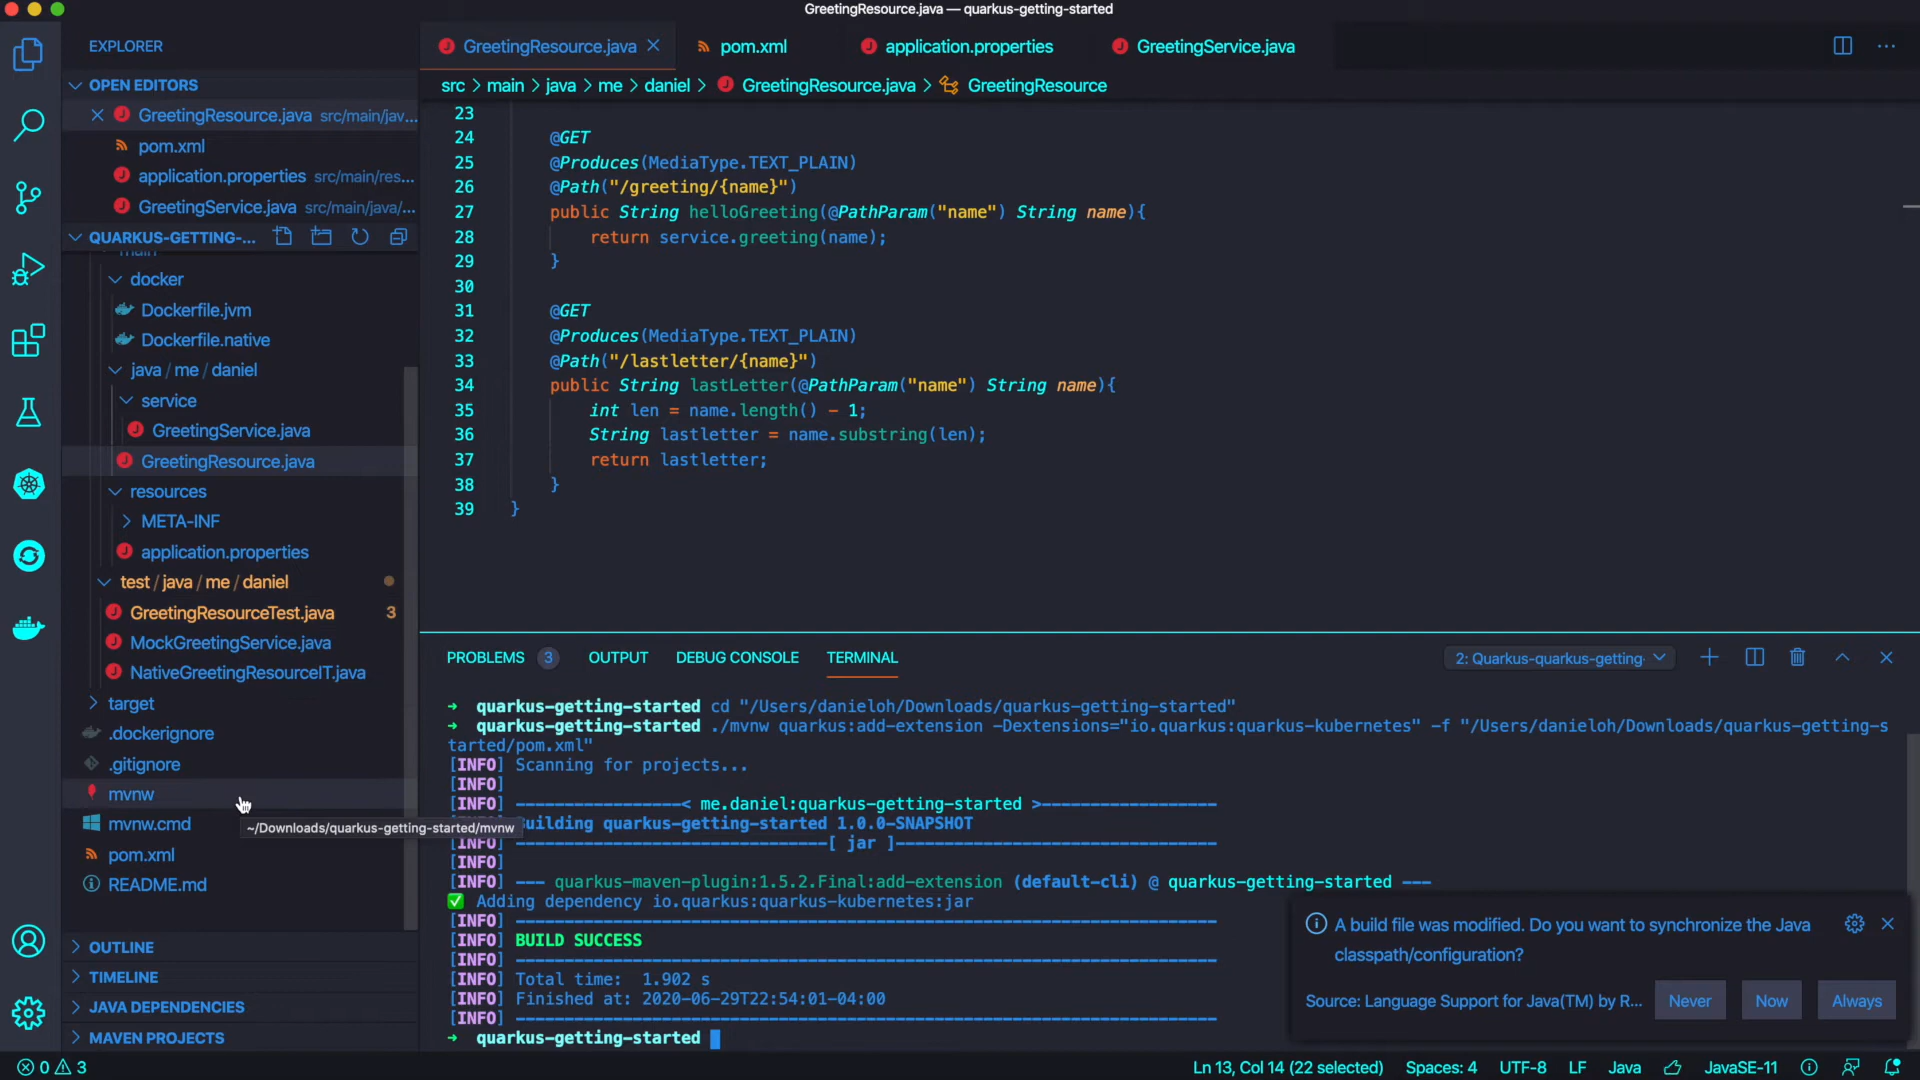 GreetingResource.java — quarkus-getting-started
EXPLORER
OPEN EDITORS
GreetingResource.java src/main/jav...
pom.xml
application.properties src/main/res...
GreetingService.java src/main/java/...
QUARKUS-GETTING-...
main
docker
Dockerfile.jvm
Dockerfile.native
java / me / daniel
service
GreetingService.java
GreetingResource.java
resources
META-INF
application.properties
test / java / me / daniel
GreetingResourceTest.java 3
MockGreetingService.java
NativeGreetingResourceIT.java
target
.dockerignore
.gitignore
mvnw
mvnw.cmd
~/Downloads/quarkus-getting-started/mvnw
pom.xml
README.md
OUTLINE
TIMELINE
JAVA DEPENDENCIES
MAVEN PROJECTS
GreetingResource.java
pom.xml
application.properties
GreetingService.java
src > main > java > me > daniel > GreetingResource.java > GreetingResource
23
24 @GET
25 @Produces(MediaType.TEXT_PLAIN)
26 @Path("/greeting/{name}")
27 public String helloGreeting(@PathParam("name") String name){
28 return service.greeting(name);
29 }
30
31 @GET
32 @Produces(MediaType.TEXT_PLAIN)
33 @Path("/lastletter/{name}")
34 public String lastLetter(@PathParam("name") String name){
35 int len = name.length() - 1;
36 String lastletter = name.substring(len);
37 return lastletter;
38 }
39 }
PROBLEMS 3 OUTPUT DEBUG CONSOLE TERMINAL
2: Quarkus-quarkus-getting-
→ quarkus-getting-started cd "/Users/danieloh/Downloads/quarkus-getting-started"
→ quarkus-getting-started ./mvnw quarkus:add-extension -Dextensions="io.quarkus:quarkus-kubernetes" -f "/Users/danieloh/Downloads/quarkus-getting-s
tarted/pom.xml"
[INFO] Scanning for projects...
[INFO]
[INFO] -----------------< me.daniel:quarkus-getting-started >------------------
uilding quarkus-getting-started 1.0.0-SNAPSHOT
[INFO] --------------------------------[ jar ]---------------------------------
[INFO]
[INFO] --- quarkus-maven-plugin:1.5.2.Final:add-extension (default-cli) @ quarkus-getting-started ---
✅ Adding dependency io.quarkus:quarkus-kubernetes:jar
[INFO] ------------------------------------------------------------------------
[INFO] BUILD SUCCESS
[INFO] ------------------------------------------------------------------------
[INFO] Total time: 1.902 s
[INFO] Finished at: 2020-06-29T22:54:01-04:00
[INFO] ------------------------------------------------------------------------
→ quarkus-getting-started
A build file was modified. Do you want to synchronize the Java
classpath/configuration?
Source: Language Support for Java(TM) by R...
Never
Now
Always
0 3
Ln 13, Col 14 (22 selected) Spaces: 4 UTF-8 LF Java JavaSE-11